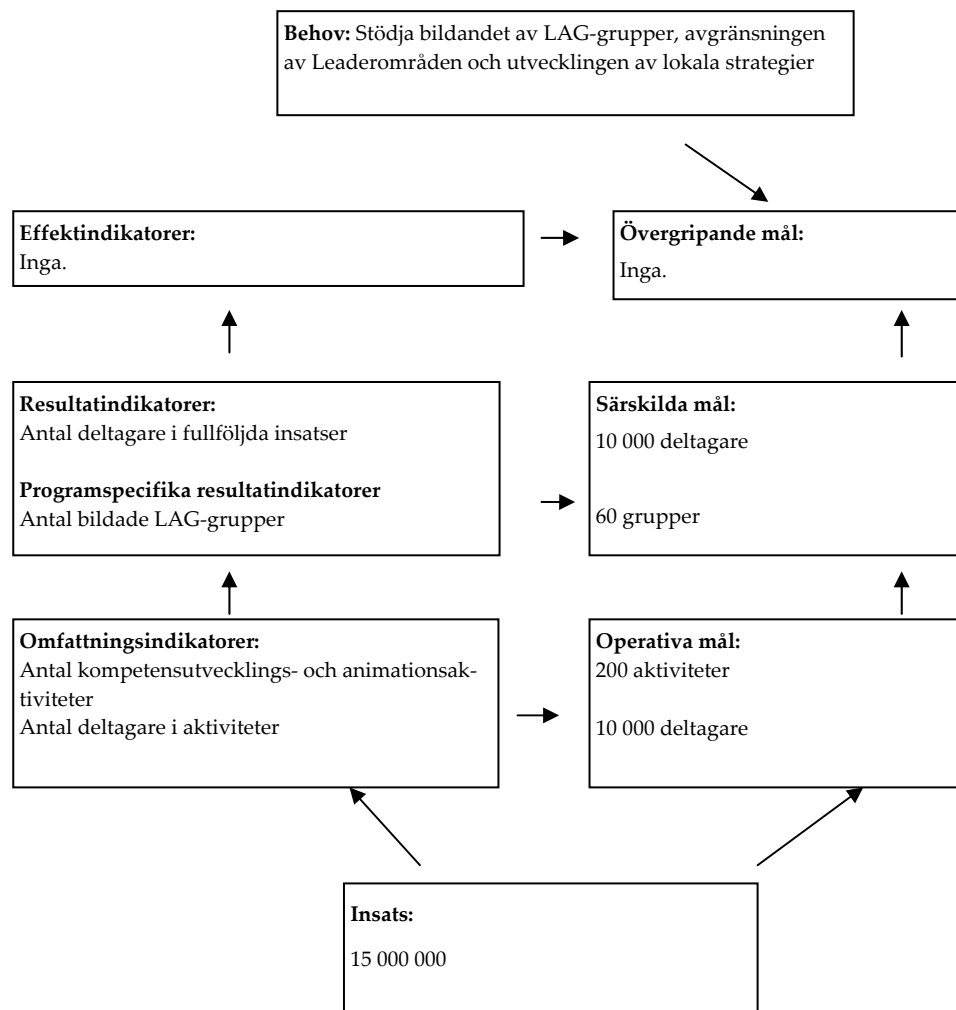 Behov: Stödja bildandet av LAG-grupper, avgränsningen
av Leaderområden och utvecklingen av lokala strategier
Effektindikatorer:
Inga.
Övergripande mål:
Inga.
Resultatindikatorer:
Antal deltagare i fullföljda insatser
Programspecifika resultatindikatorer
Antal bildade LAG-grupper
Särskilda mål:
10 000 deltagare
60 grupper
Omfattningsindikatorer:
Antal kompetensutvecklings- och animationsak-
tiviteter
Antal deltagare i aktiviteter
Operativa mål:
200 aktiviteter
10 000 deltagare
Insats:
15 000 000